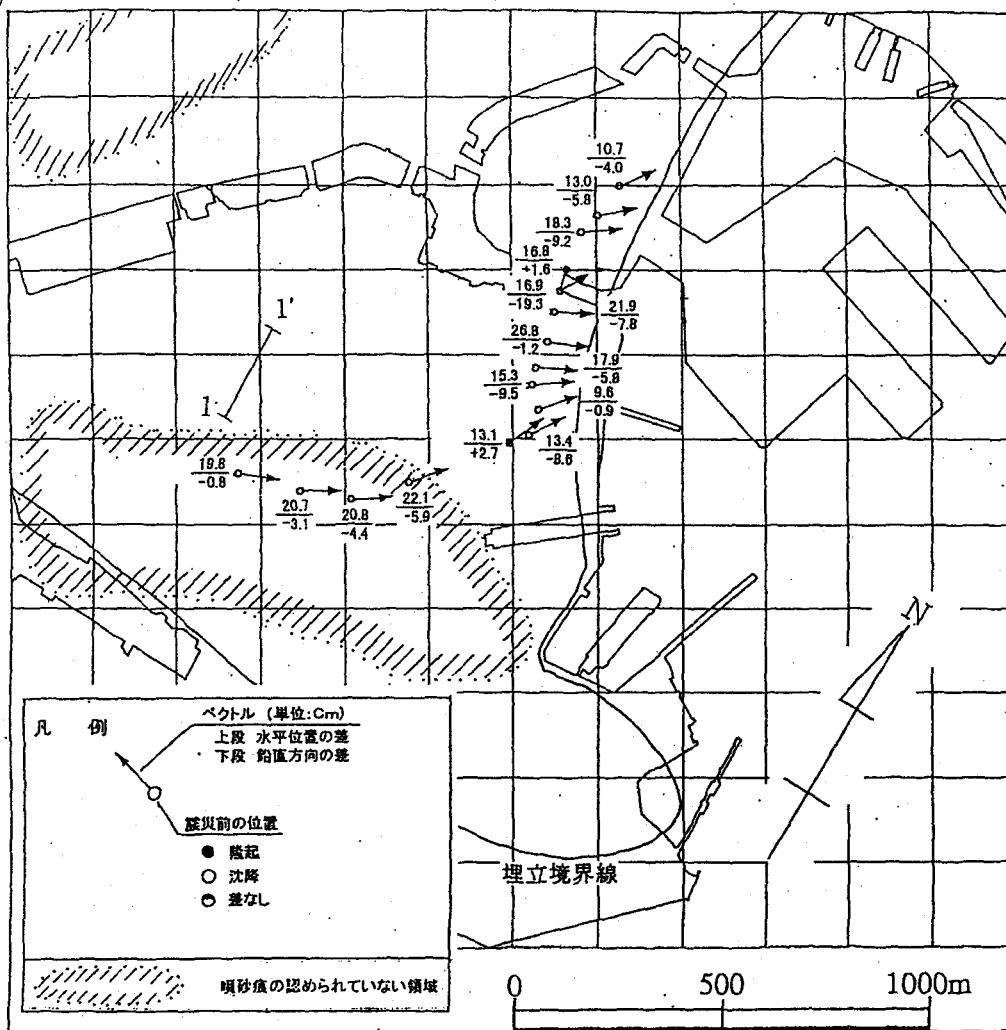 10.7
-4.0
13.0
-5.8
18.3
-9.2
16.8
+1.6
16.9
-19.3
21.9
-7.8
26.8
-1.2
17.9
-5.8
15.3
-9.5
9.6
-0.9
13.1
+2.7
13.4
-8.6
1'
1
19.8
-0.8
20.7
-3.1
20.8
-4.4
22.1
-5.9
N
凡 例
ベクトル (単位:Cm)
上段 水平位置の差
下段 鉛直方向の差
震災前の位置
隆起
沈降
差なし
噴砂痕の認められていない領域
埋立境界線
0 500 1000m